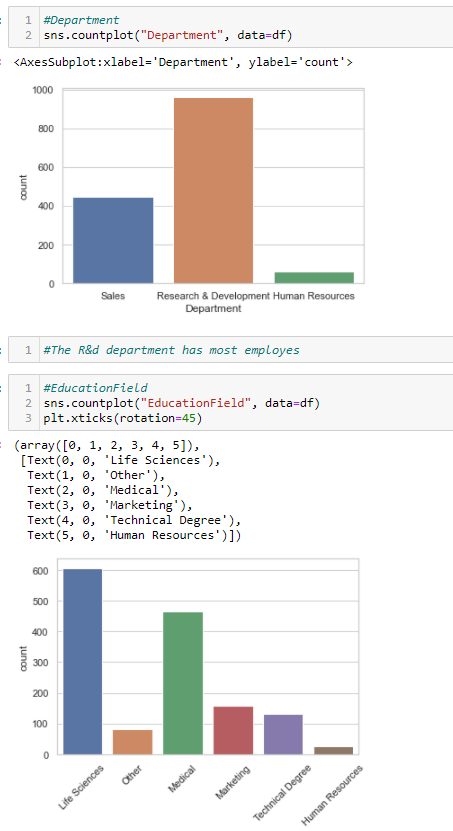 1 #Department
2 sns.countplot("Department", data=df)
<AxesSubplot:xlabel='Department', ylabel='count'>
1000
800
600
400
200
0
count
Sales Research & Development Human Resources
Department
1 #The R&d department has most employes
1 #EducationField
2 sns.countplot("EducationField", data=df)
3 plt.xticks(rotation=45)
(array([0, 1, 2, 3, 4, 5]),
[Text(0, 0, 'Life Sciences'),
Text(1, 0, 'Other'),
Text(2, 0, 'Medical'),
Text(3, 0, 'Marketing'),
Text(4, 0, 'Technical Degree'),
Text(5, 0, 'Human Resources')])
600
500
400
300
200
100
0
count
Life Sciences
Other
Medical
Marketing
Technical Degree
Human Resources